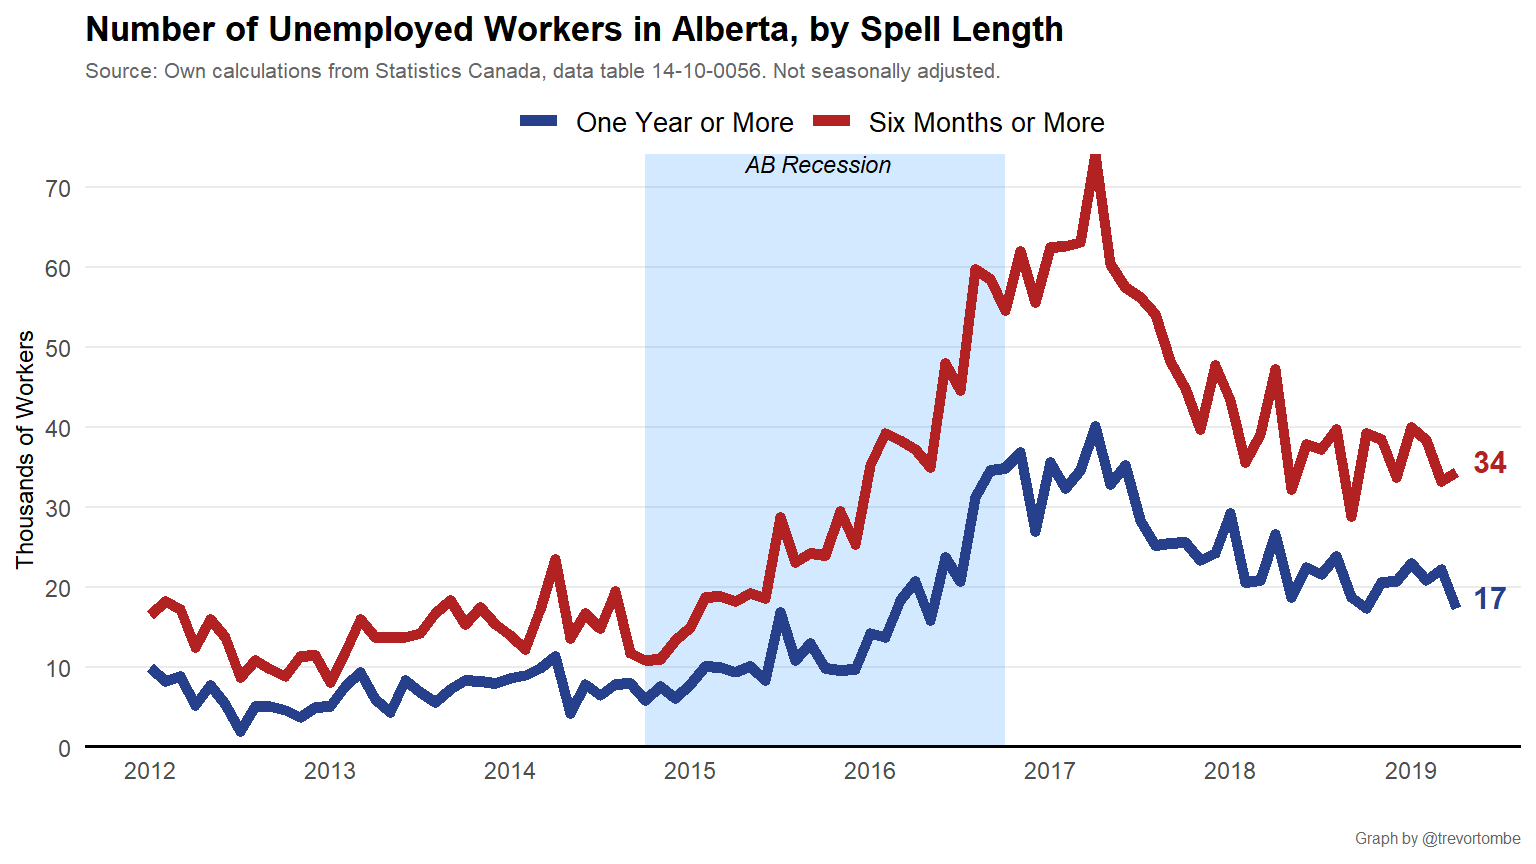 Number of Unemployed Workers in Alberta, by Spell Length
Source: Own calculations from Statistics Canada, data table 14-10-0056. Not seasonally adjusted.
One Year or More Six Months or More
AB Recession
Thousands of Workers
70
60
50
40
30
20
10
0
34
17
2012 2013 2014 2015 2016 2017 2018 2019
Graph by @trevortombe